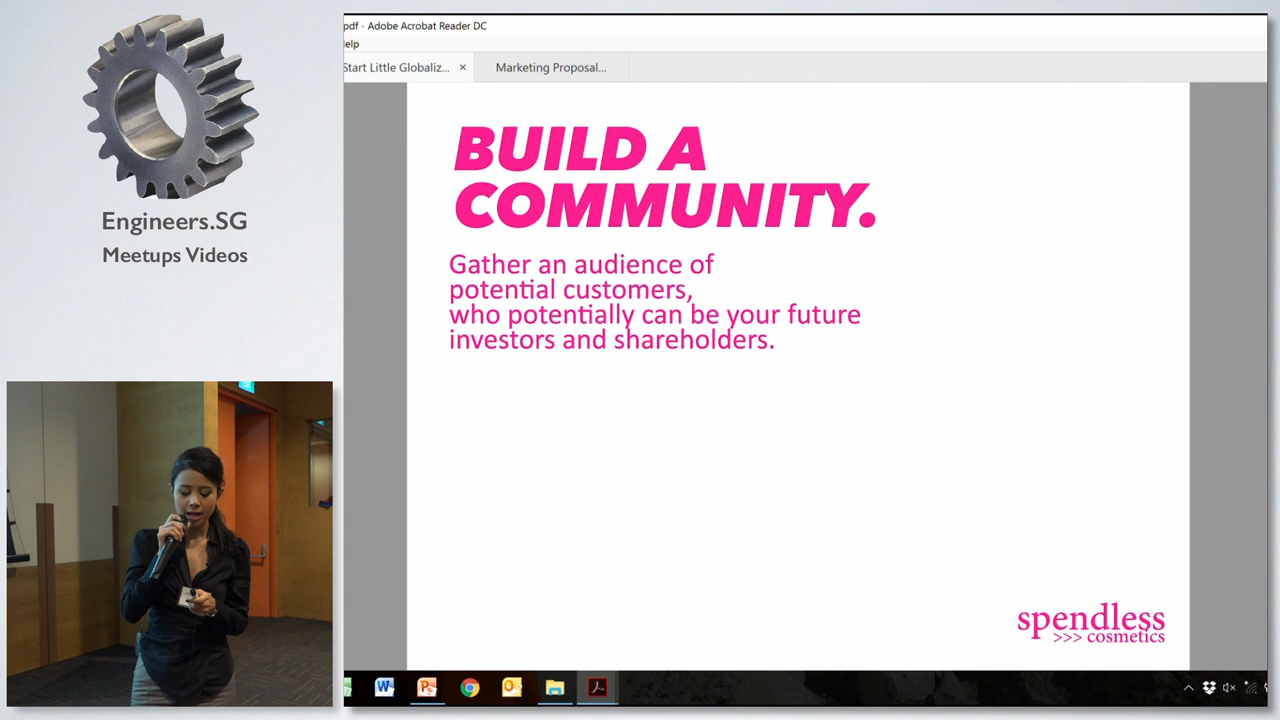 Engineers.SG
Meetups Videos
pdf - Adobe Acrobat Reader DC
elp
Start Little Globaliz...
Marketing Proposal...
BUILD A
COMMUNITY.
Gather an audience of
potential customers,
who potentially can be your future
investors and shareholders.
spendless
>>> cosmetics